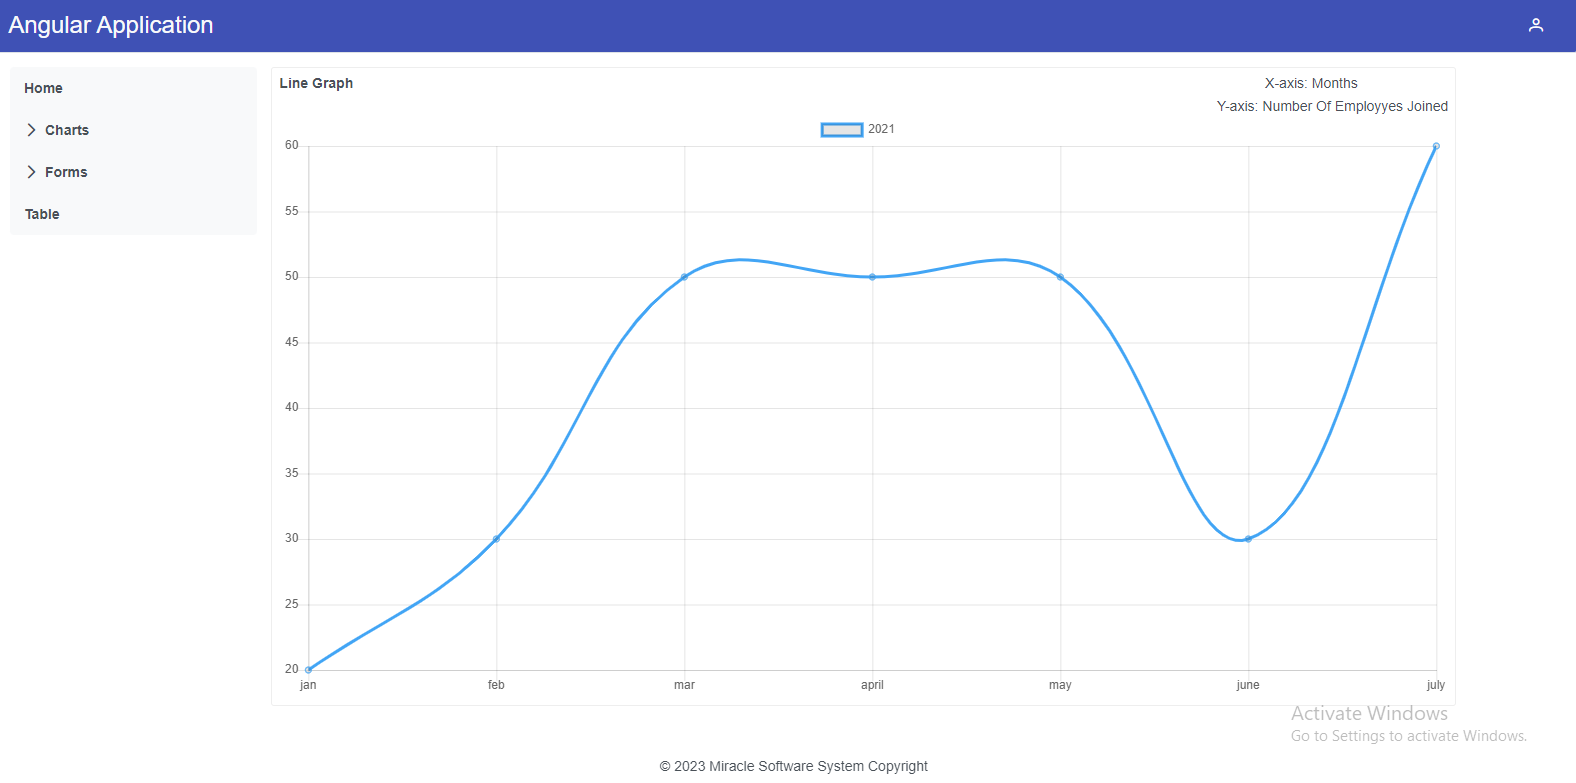 Angular Application
Home
Charts
Forms
Table
Line Graph
X-axis: Months
Y-axis: Number Of Employyes Joined
2021
60
55
50
45
40
35
30
25
20
jan feb mar april may june july
Activate Windows
Go to Settings to activate Windows.
© 2023 Miracle Software System Copyright